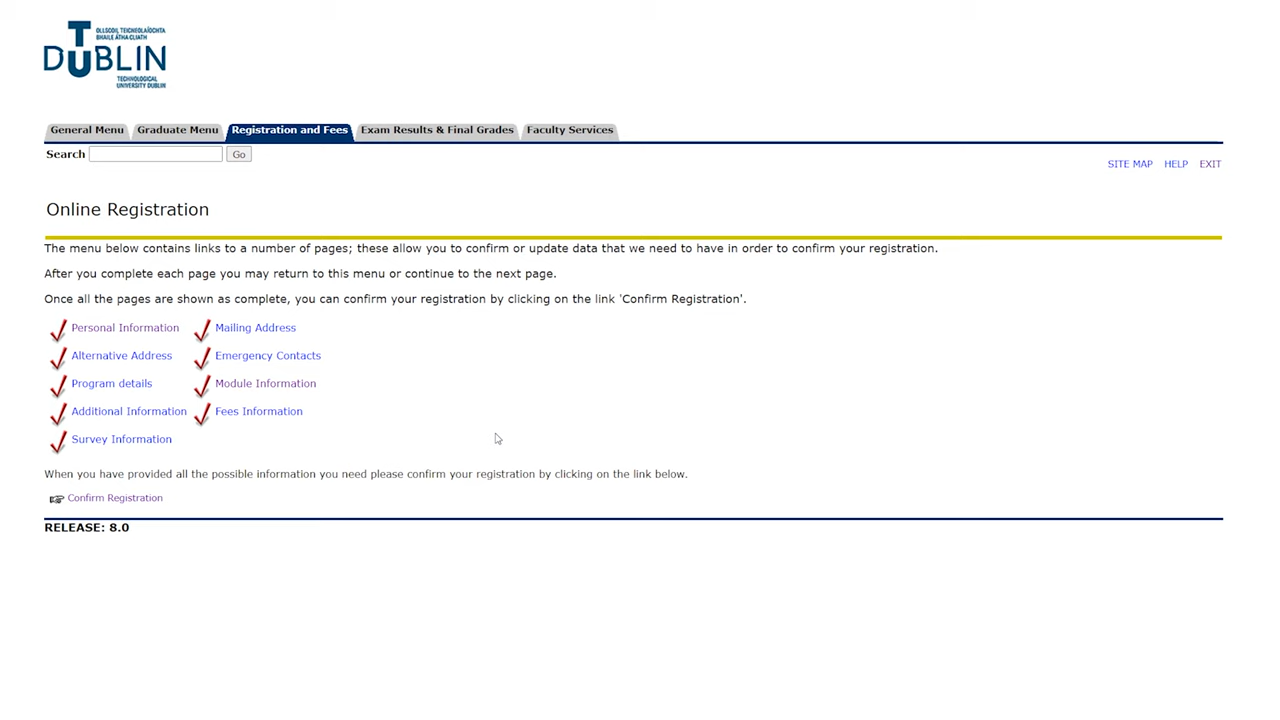 OLLSCOIL TEICNEOLAÍOCHTA
BHAILE ÁTHA CLIATH
TU DUBLIN
TECHNOLOGICAL
UNIVERSITY DUBLIN
General Menu Graduate Menu Registration and Fees Exam Results & Final Grades Faculty Services
Search Go
SITE MAP HELP EXIT
Online Registration
The menu below contains links to a number of pages; these allow you to confirm or update data that we need to have in order to confirm your registration.
After you complete each page you may return to this menu or continue to the next page.
Once all the pages are shown as complete, you can confirm your registration by clicking on the link 'Confirm Registration'.
Personal Information Mailing Address
Alternative Address Emergency Contacts
Program details Module Information
Additional Information Fees Information
Survey Information
When you have provided all the possible information you need please confirm your registration by clicking on the link below.
Confirm Registration
RELEASE: 8.0